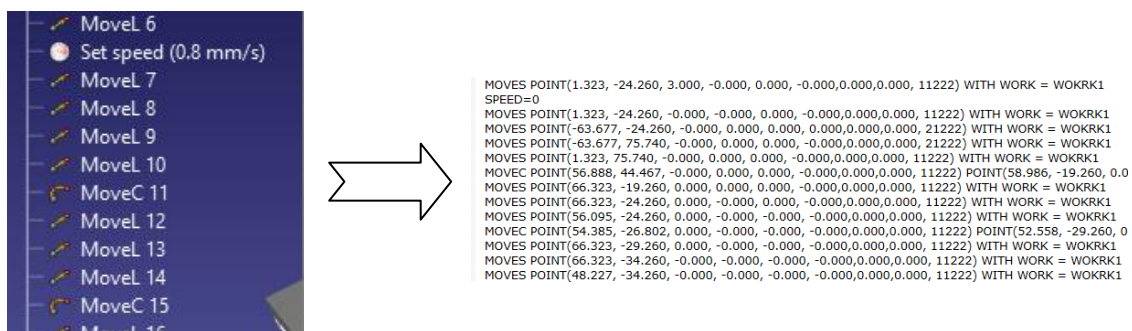 MoveL 6
Set speed (0.8 mm/s)
MoveL 7
MoveL 8
MoveL 9
MoveL 10
MoveC 11
MoveL 12
MoveL 13
MoveL 14
MoveC 15
MOVES POINT(1.323, -24.260, 3.000, -0.000, 0.000, -0.000,0.000,0.000, 11222) WITH WORK = WOKRK1
SPEED=0
MOVES POINT(1.323, -24.260, -0.000, -0.000, 0.000, -0.000,0.000,0.000, 11222) WITH WORK = WOKRK1
MOVES POINT(-63.677, -24.260, -0.000, 0.000, 0.000, 0.000,0.000,0.000, 21222) WITH WORK = WOKRK1
MOVES POINT(-63.677, 75.740, -0.000, 0.000, 0.000, -0.000,0.000,0.000, 21222) WITH WORK = WOKRK1
MOVES POINT(1.323, 75.740, -0.000, 0.000, 0.000, -0.000,0.000,0.000, 11222) WITH WORK = WOKRK1
MOVEC POINT(56.888, 44.467, -0.000, 0.000, 0.000, -0.000,0.000,0.000, 11222) POINT(58.986, -19.260, 0.0
MOVES POINT(66.323, -19.260, 0.000, 0.000, 0.000, -0.000,0.000,0.000, 11222) WITH WORK = WOKRK1
MOVES POINT(66.323, -24.260, 0.000, -0.000, 0.000, -0.000,0.000,0.000, 11222) WITH WORK = WOKRK1
MOVES POINT(56.095, -24.260, 0.000, -0.000, -0.000, -0.000,0.000,0.000, 11222) WITH WORK = WOKRK1
MOVEC POINT(54.385, -26.802, 0.000, -0.000, -0.000, -0.000,0.000,0.000, 11222) POINT(52.558, -29.260, 0
MOVES POINT(66.323, -29.260, 0.000, -0.000, -0.000, -0.000,0.000,0.000, 11222) WITH WORK = WOKRK1
MOVES POINT(66.323, -34.260, -0.000, -0.000, -0.000, -0.000,0.000,0.000, 11222) WITH WORK = WOKRK1
MOVES POINT(48.227, -34.260, -0.000, -0.000, -0.000, -0.000,0.000,0.000, 11222) WITH WORK = WOKRK1